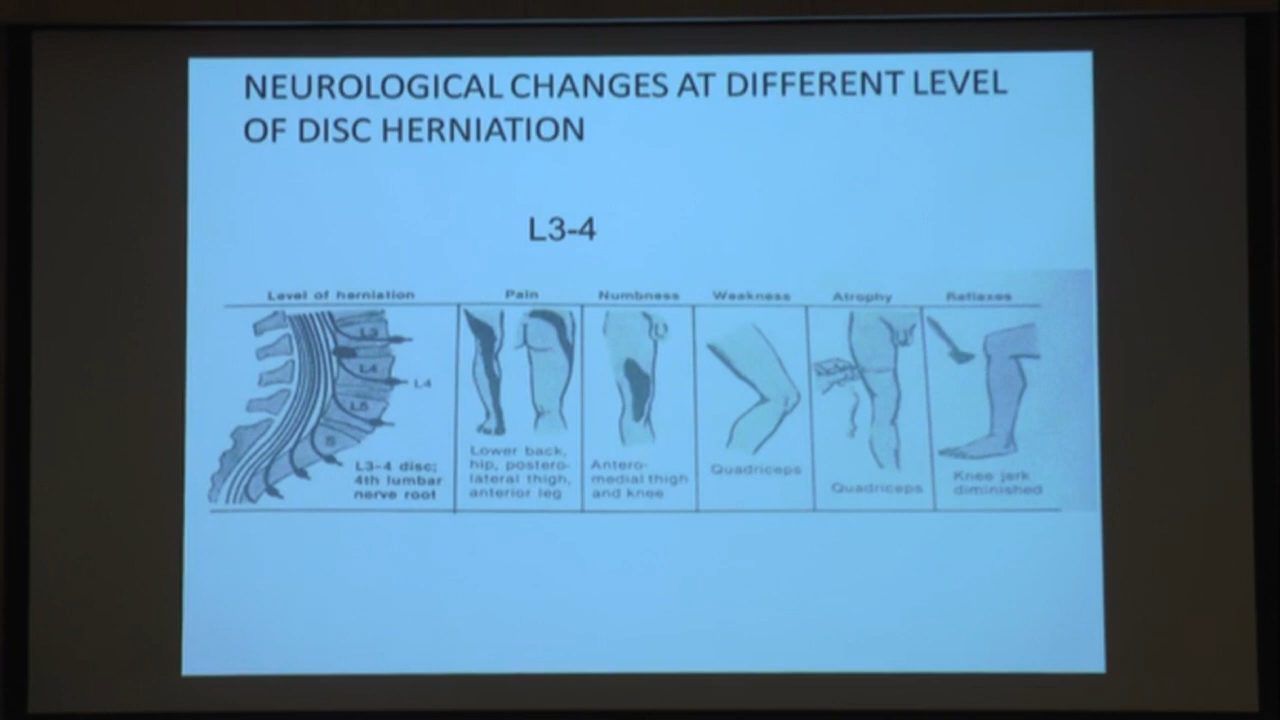 NEUROLOGICAL CHANGES AT DIFFERENT LEVEL
OF DISC HERNIATION
L3-4
Level of herniation
Pain
Numbness
Weakness
Atrophy
Reflexes
L3
L4
L4
L5
S
L3-4 disc;
4th lumbar
nerve root
Lower back,
hip, postero-
lateral thigh,
anterior leg
Antero-
medial thigh
and knee
Quadriceps
Quadriceps
Knee jerk
diminished